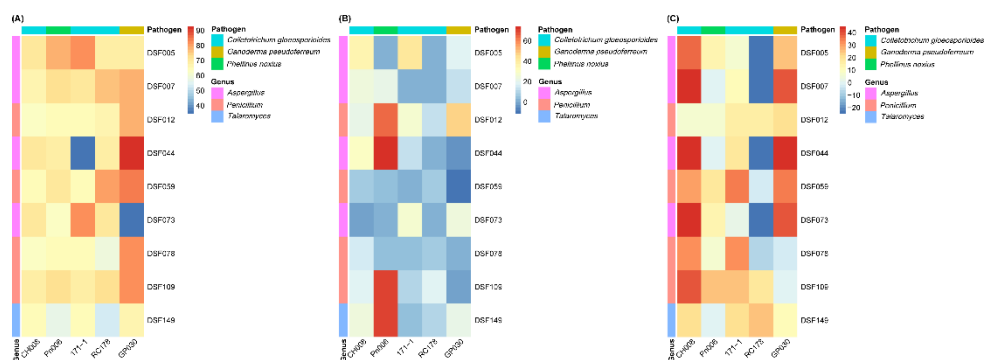 (A)
Pathogen
DSF005
DSF007
DSF012
DSF044
DSF059
DSF073
DSF078
DSF109
DSF149
Genus
CH008
Pn006
171-1
RC178
GP030
90
80
70
60
50
40
Pathogen
Colletotrichum gloeosporioides
Ganoderma pseudoferreum
Phellinus noxius
Genus
Aspergillus
Penicillium
Talaromyces
(B)
Pathogen
DSF005
DSF007
DSF012
DSF044
DSF059
DSF073
DSF078
DSF109
DSF149
Genus
CH008
Pn006
171-1
RC178
GP030
60
40
20
0
Pathogen
Colletotrichum gloeosporioides
Ganoderma pseudoferreum
Phellinus noxius
Genus
Aspergillus
Penicillium
Talaromyces
(C)
Pathogen
DSF005
DSF007
DSF012
DSF044
DSF059
DSF073
DSF078
DSF109
DSF149
Genus
CH008
Pn006
171-1
RC178
GP030
40
30
20
10
0
-10
-20
Pathogen
Colletotrichum gloeosporioides
Ganoderma pseudoferreum
Phellinus noxius
Genus
Aspergillus
Penicillium
Talaromyces